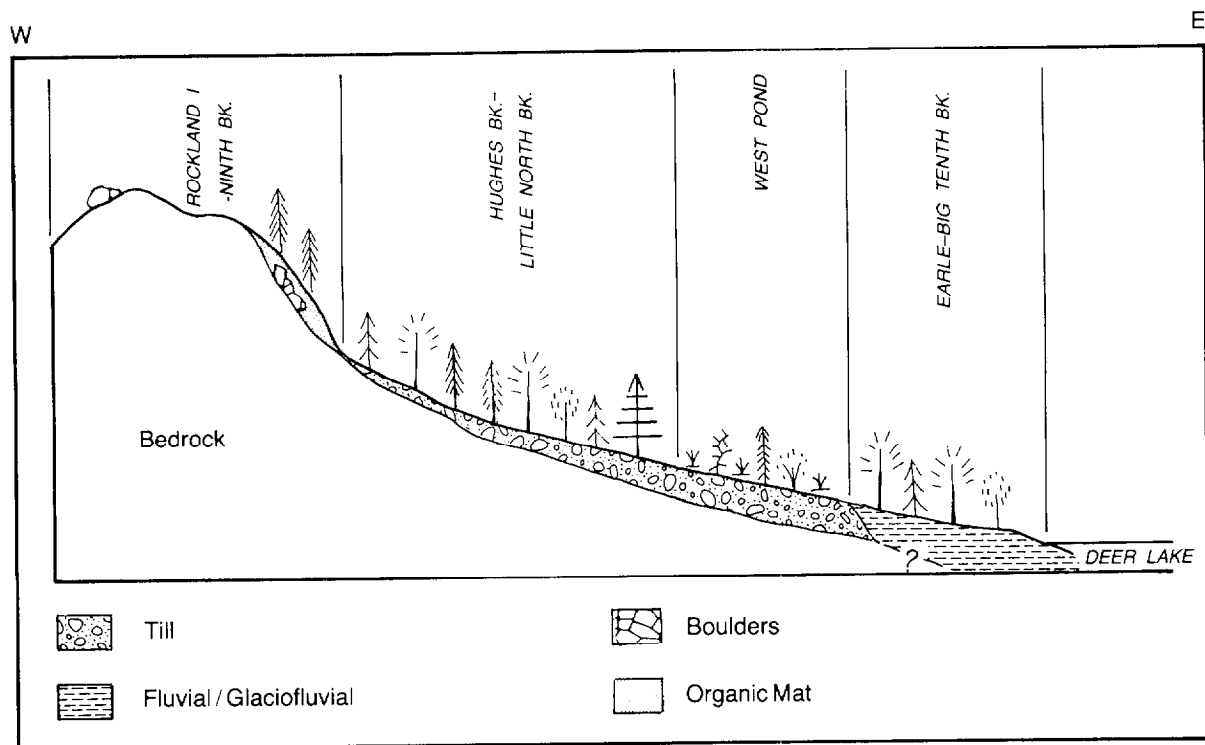 W
E
ROCKLAND I
-NINTH BK.
HUGHES BK.-
LITTLE NORTH BK.
WEST POND
EARLE-BIG TENTH BK.
Bedrock
?
DEER LAKE
Till
Boulders
Fluvial / Glaciofluvial
Organic Mat